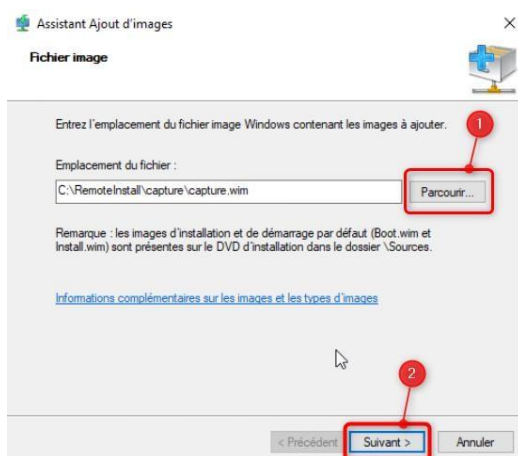 Assistant Ajout d'images
Fichier image
Entrez l'emplacement du fichier image Windows contenant les images à ajouter.
1
Emplacement du fichier :
C:\RemoteInstall\capture\capture.wim
Parcourir...
Remarque : les images d'installation et de démarrage par défaut (Boot.wim et
Install.wim) sont présentes sur le DVD d'installation dans le dossier \Sources.
Informations complémentaires sur les images et les types d'images
2
< Précédent
Suivant >
Annuler